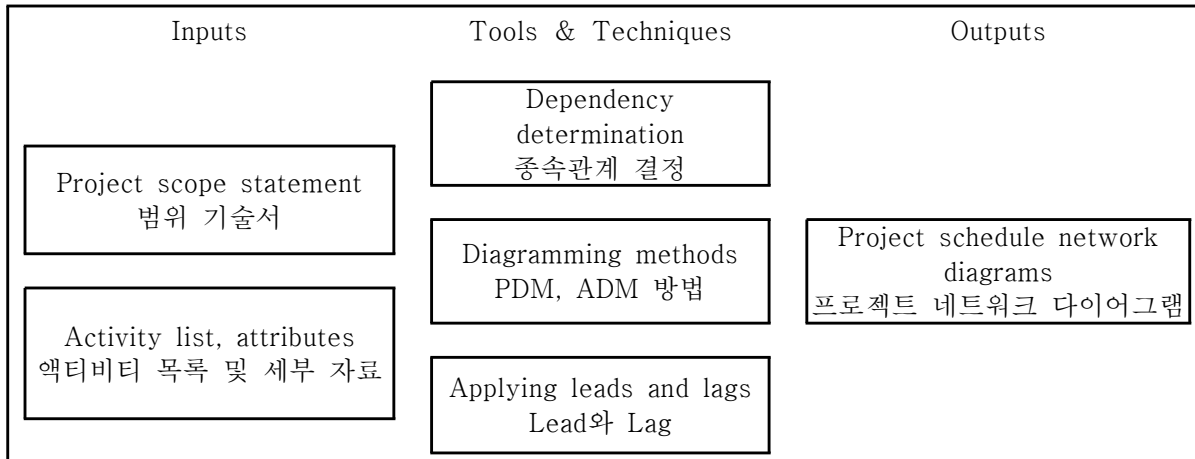 Inputs
Tools & Techniques
Outputs
Project scope statement
범위 기술서
Activity list, attributes
액티비티 목록 및 세부 자료
Dependency
determination
종속관계 결정
Diagramming methods
PDM, ADM 방법
Applying leads and lags
Lead와 Lag
Project schedule network
diagrams
프로젝트 네트워크 다이어그램